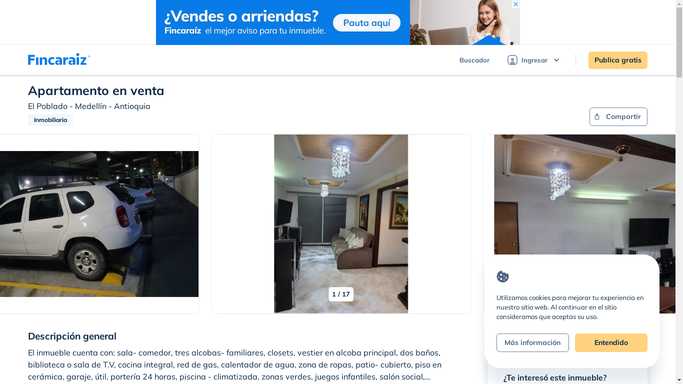 ¿Vendes o arriendas?
Fincaraíz el mejor aviso para tu inmueble.
Pauta aquí
Fincaraíz
Buscador
Ingresar
Publica gratis
Apartamento en venta
El Poblado - Medellín - Antioquia
Inmobiliaria
Compartir
1 / 17
Utilizamos cookies para mejorar tu experiencia en
nuestro sitio web. Al continuar en el sitio
consideramos que aceptas su uso.
Más información
Entendido
Descripción general
El inmueble cuenta con: sala- comedor, tres alcobas- familiares, closets, vestier en alcoba principal, dos baños,
biblioteca o sala de T.V, cocina integral, red de gas, calentador de agua, zona de ropas, patio- cubierto, piso en
cerámica, garaje, útil, portería 24 horas, piscina - climatizada, zonas verdes, juegos infantiles, salón social,...
¿Te interesó este inmueble?